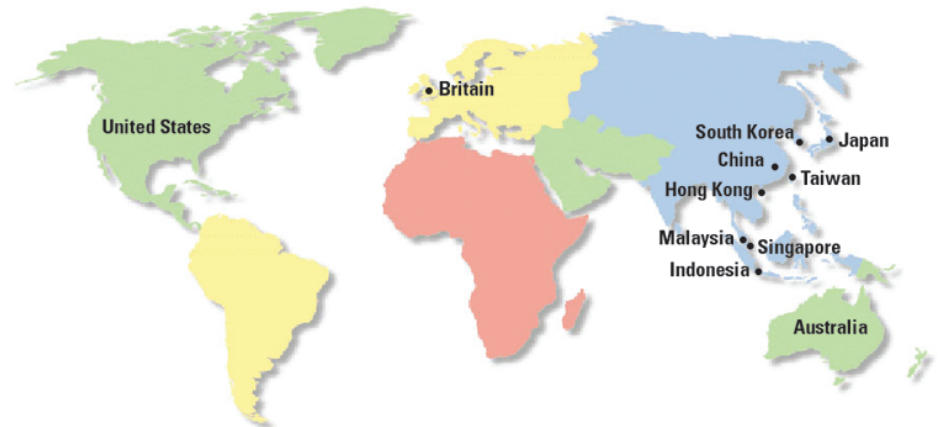 Britain
United States
South Korea
Japan
China
Taiwan
Hong Kong
Malaysia
Singapore
Indonesia
Australia